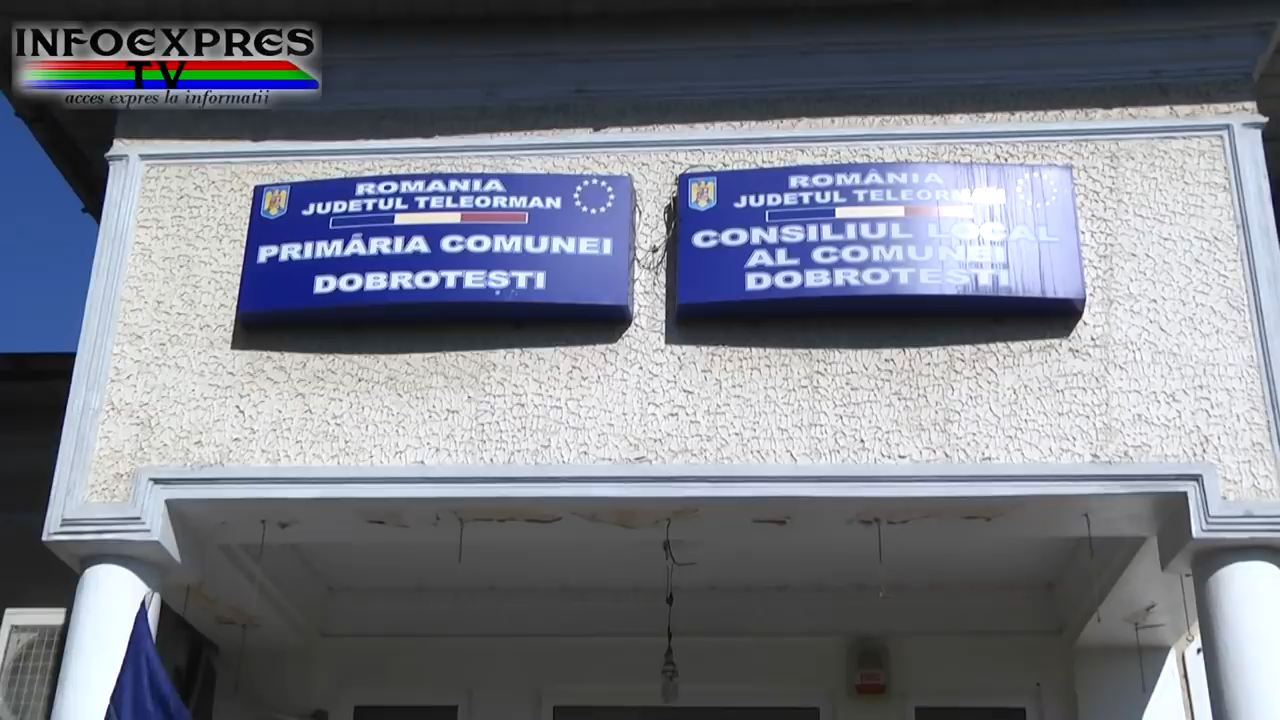 INFOEXPRES
TV
acces expres la informatii
ROMANIA
JUDETUL TELEORMAN
PRIMĂRIA COMUNEI
DOBROTEȘTI
ROMÂNIA
JUDETUL TELEORMAN
CONSILIUL LOCAL
AL COMUNEI
DOBROTEȘTI